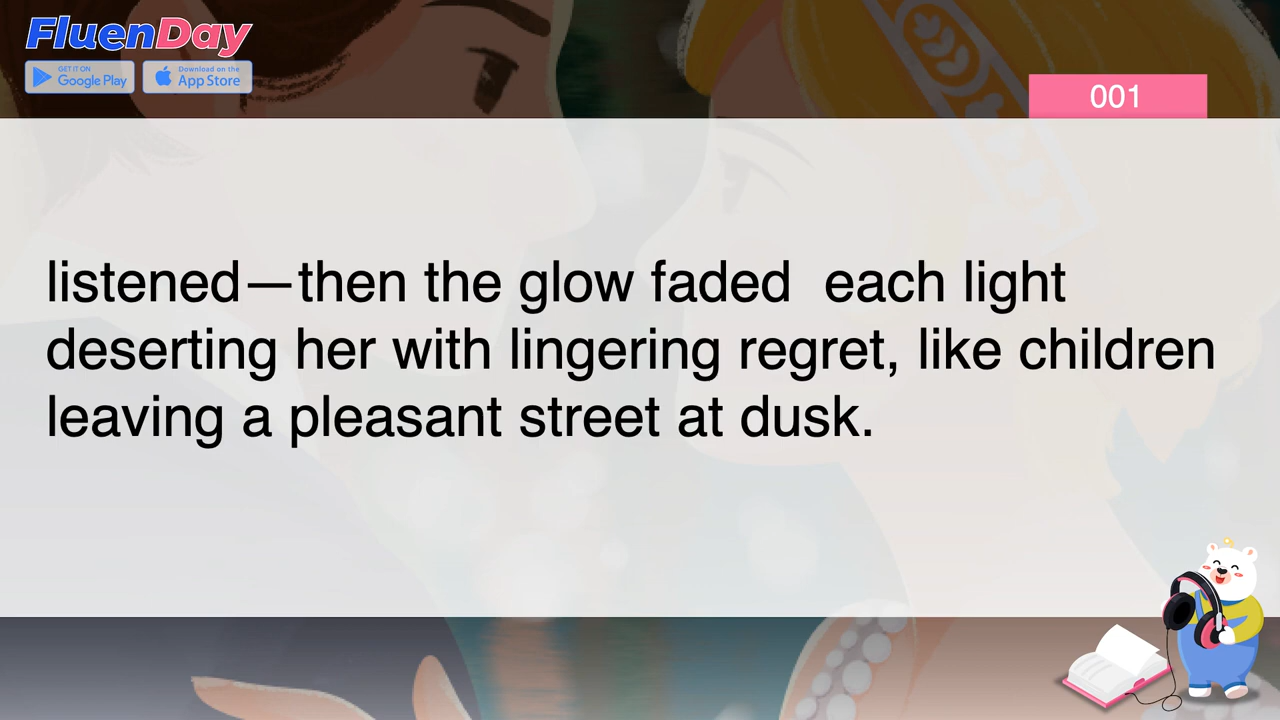 FluenDay
GET IT ON
Google Play
Download on the
App Store
001
listened—then the glow faded  each light
deserting her with lingering regret, like children
leaving a pleasant street at dusk.